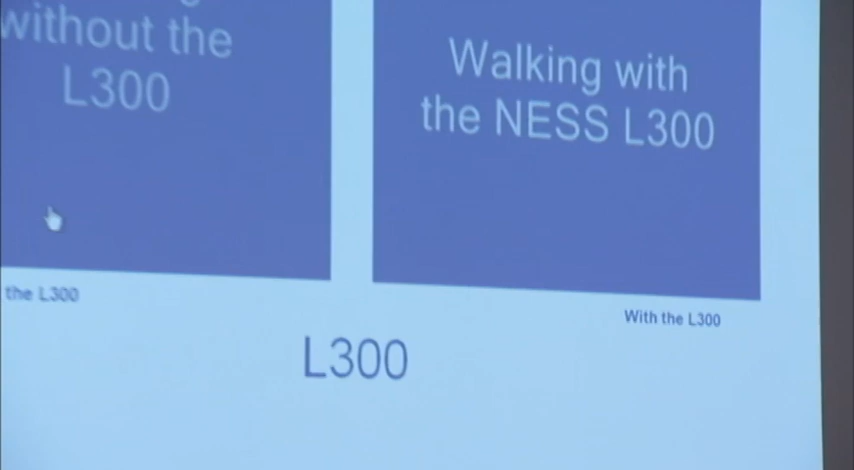 without the
L300
Walking with
the NESS L300
the L300
With the L300
L300